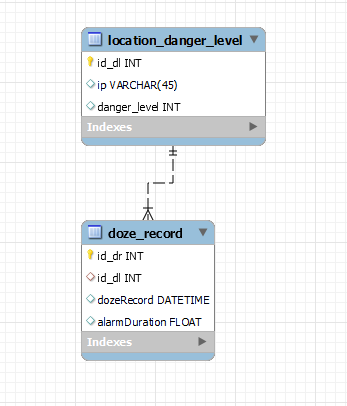 location_danger_level
id_dl INT
ip VARCHAR(45)
danger_level INT
Indexes
doze_record
id_dr INT
id_dl INT
dozeRecord DATETIME
alarmDuration FLOAT
Indexes